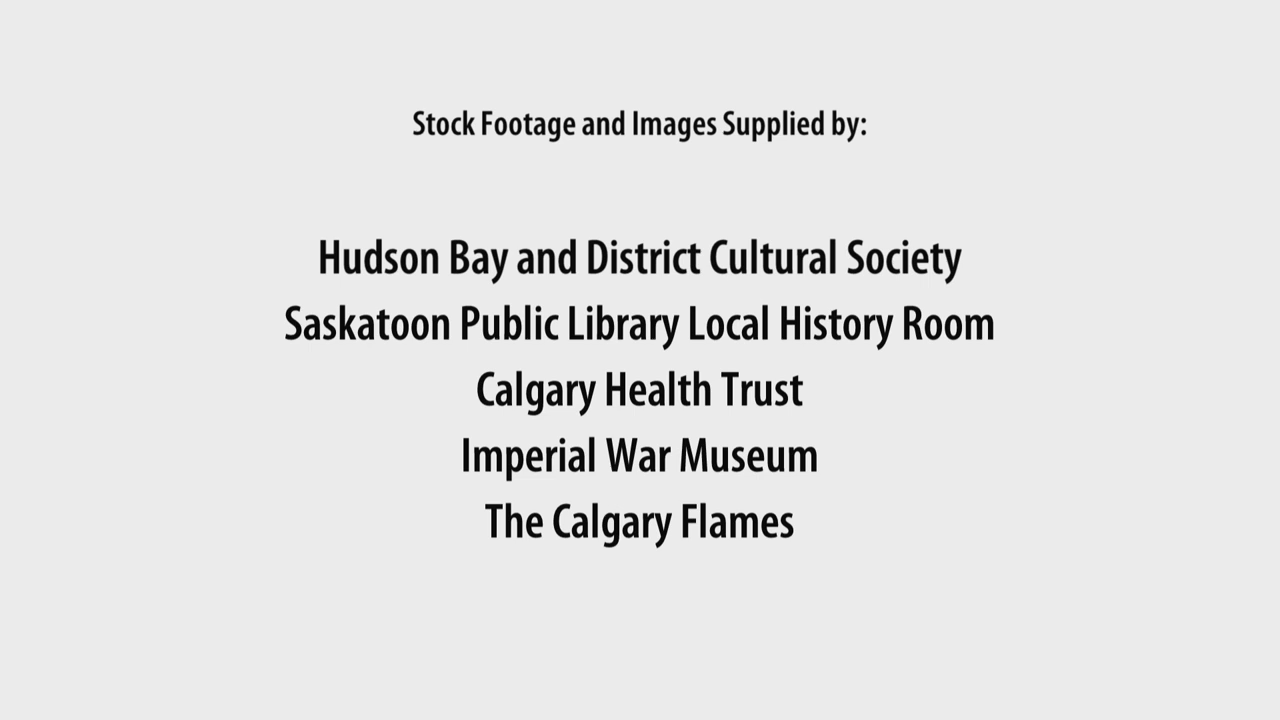 Stock Footage and Images Supplied by:
Hudson Bay and District Cultural Society
Saskatoon Public Library Local History Room
Calgary Health Trust
Imperial War Museum
The Calgary Flames